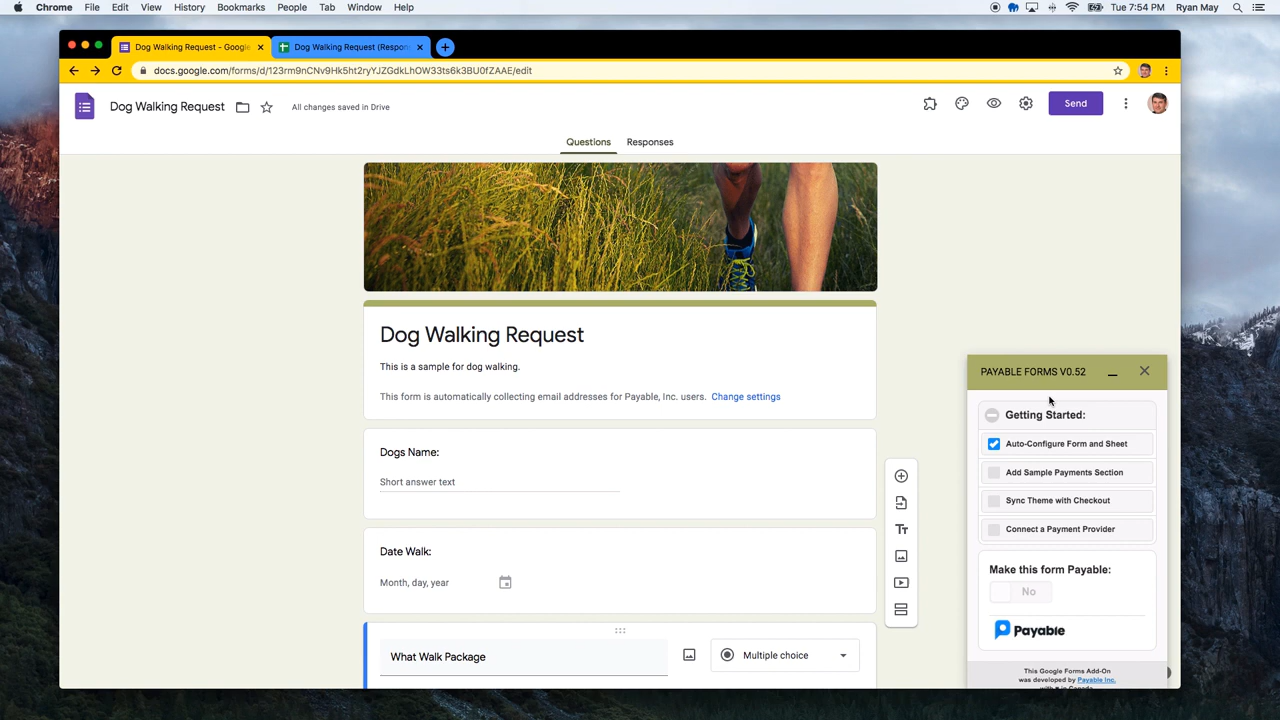 Chrome File Edit View History Bookmarks People Tab Window Help
Tue 7:54 PM Ryan May
Dog Walking Request - Google
Dog Walking Request (Respon
docs.google.com/forms/d/123rm9nCNv9Hk5ht2ryYJZGdkLhOW33ts6k3BU0fZAAE/edit
Dog Walking Request
All changes saved in Drive
Send
Questions Responses
Dog Walking Request
This is a sample for dog walking.
This form is automatically collecting email addresses for Payable, Inc. users. Change settings
Dogs Name:
Short answer text
Date Walk:
Month, day, year
What Walk Package
Multiple choice
Tт
PAYABLE FORMS V0.52
Getting Started:
Auto-Configure Form and Sheet
Add Sample Payments Section
Sync Theme with Checkout
Connect a Payment Provider
Make this form Payable:
No
Payable
This Google Forms Add-On
was developed by Payable Inc.